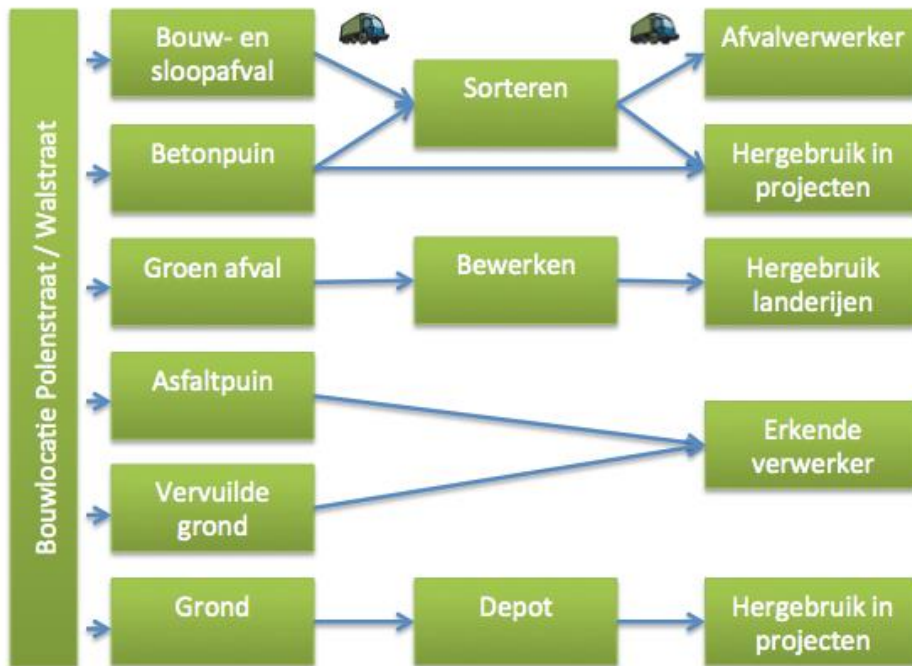 Bouwlocatie Polenstraat / Walstraat
Bouw- en
sloopafval
Sorteren
Afvalverwerker
Betonpuin
Hergebruik in
projecten
Groen afval
Bewerken
Hergebruik
landerijen
Asfaltpuin
Erkende
verwerker
Vervuilde
grond
Grond
Depot
Hergebruik in
projecten